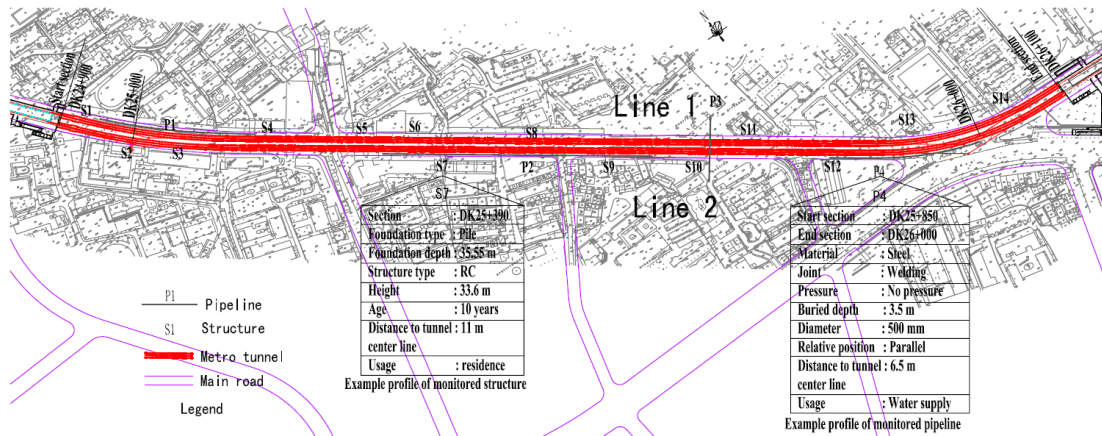 Start section
DK24+900
DK25+000
S1
P1
S2
S3
S4
S5
S6
S8
Line 1
P3
S11
S13
DK26+000
S14
End section
DK26+100
S7
P2
S9
S10
S12
P4
Line 2
S7
Section : DK25+390
Foundation type : Pile
Foundation depth : 35.55 m
Structure type : RC
Height : 33.6 m
Age : 10 years
Distance to tunnel : 11 m
center line
Usage : residence
Example profile of monitored structure
P4
Start section : DK25+850
End section : DK26+000
Material : Steel
Joint : Welding
Pressure : No pressure
Buried depth : 3.5 m
Diameter : 500 mm
Relative position : Parallel
Distance to tunnel : 6.5 m
center line
Usage : Water supply
Example profile of monitored pipeline
P1 Pipeline
S1 Structure
Metro tunnel
Main road
Legend